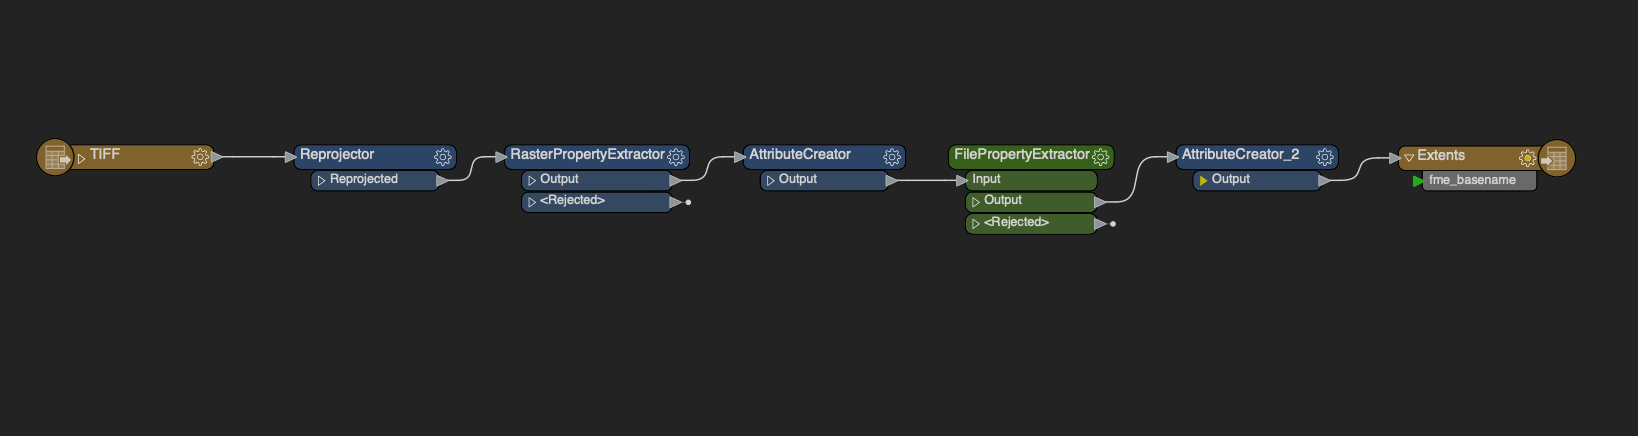 TIFF
Reprojector
Reprojected
RasterPropertyExtractor
Output
<Rejected>
AttributeCreator
Output
FilePropertyExtractor
Input
Output
<Rejected>
AttributeCreator_2
Output
Extents
fme_basename